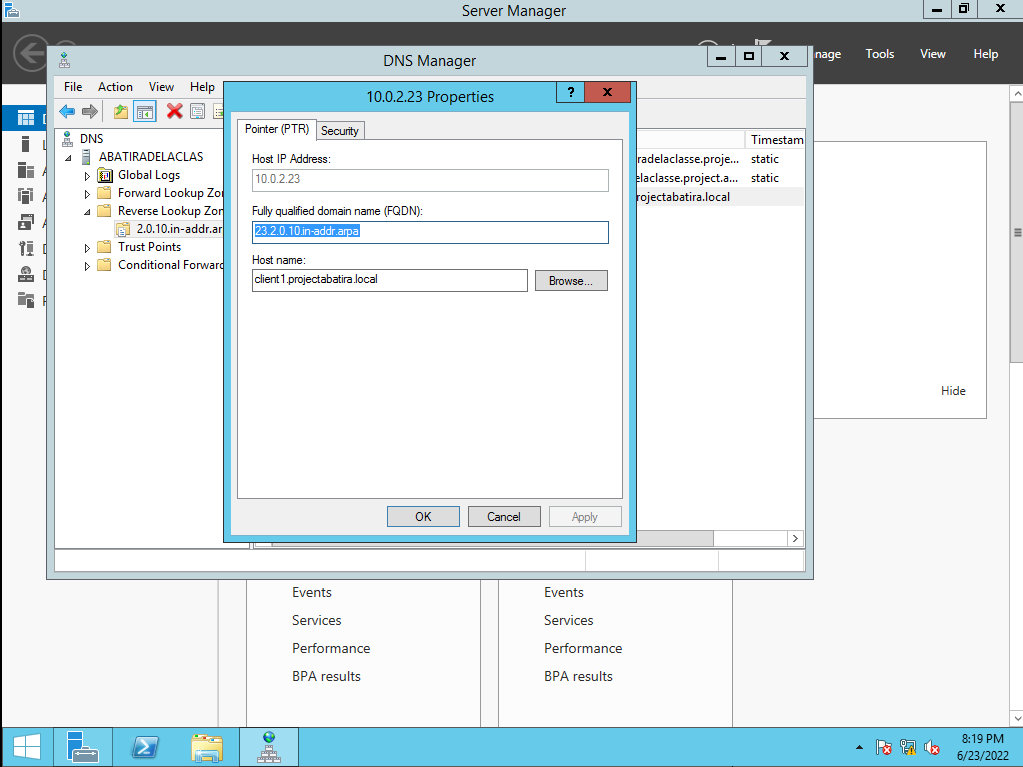 Server Manager
DNS Manager
nage Tools View Help
File Action View Help
10.0.2.23 Properties
?
Pointer (PTR) Security
DNS
ABATIRADELACLAS
Global Logs
Forward Lookup Zor
Reverse Lookup Zon
2.0.10.in-addr.ar
Trust Points
Conditional Forward
Host IP Address:
10.0.2.23
Fully qualified domain name (FQDN):
23.2.0.10.in-addr.arpa
Host name:
client1.projectabatira.local
Browse...
OK Cancel Apply
Timestam
radelaclasse.proje... static
elaclasse.project.a... static
rojectabatira.local
Hide
Events
Services
Performance
BPA results
Events
Services
Performance
BPA results
8:19 PM
6/23/2022